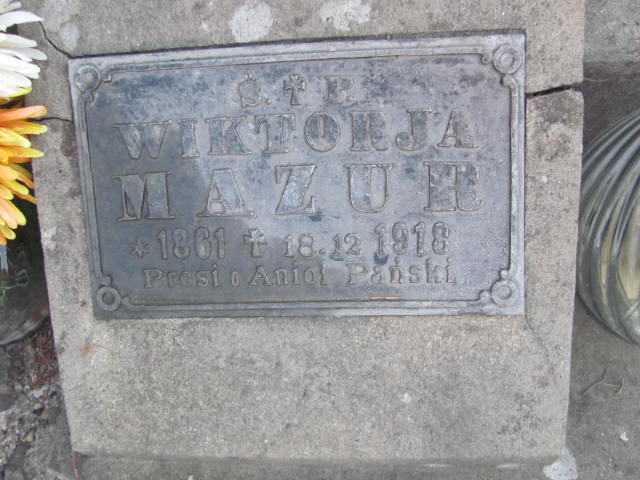 Ś. ✝ P.
WIKTORJA
MAZUR
* 1861 ✝ 18.12 1918
Prosi o Anioł Pański